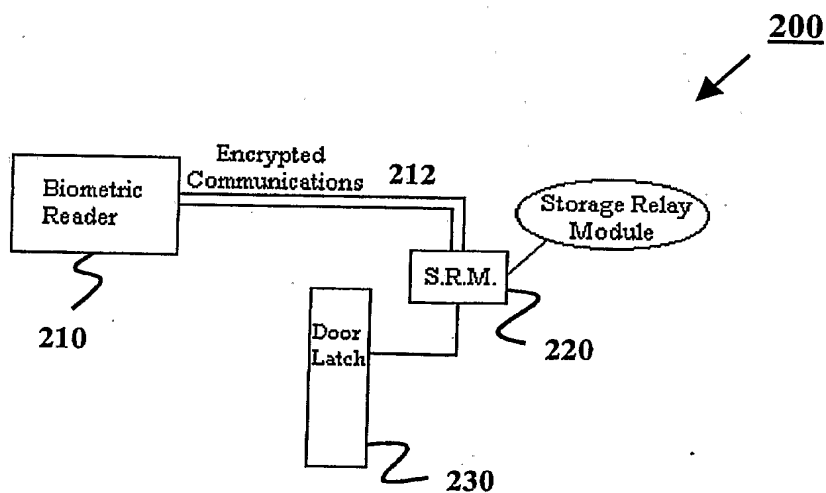 200
Encrypted
Communications 212
Biometric
Reader
Storage Relay
Module
S.R.M.
210
Door
Latch
220
230